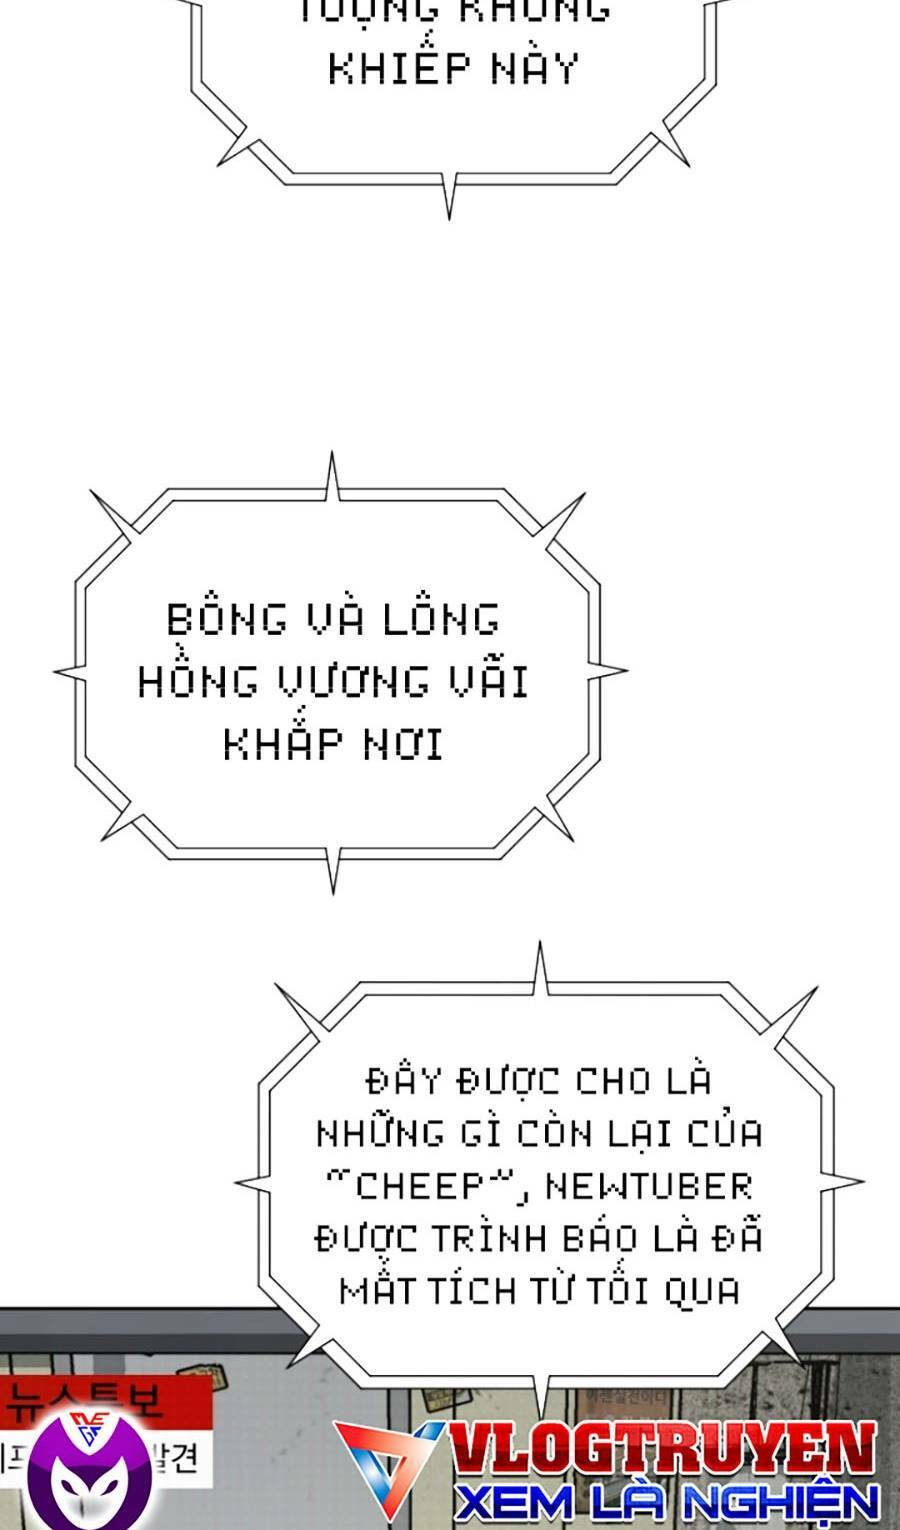 TƯỢNG KHỦNG
KHIẾP NÀY
BÔNG VÀ LÔNG
HỒNG VƯƠNG VÃI
KHẮP NƠI
ĐÂY ĐƯỢC CHO LÀ
NHỮNG GÌ CÒN LẠI CỦA
"CHEEP", NEWTUBER
ĐƯỢC TRÌNH BÁO LÀ ĐÃ
MẤT TÍCH TỪ TỐI QUA
뉴스특보
발견
VLOGTRUYEN
XEM LÀ NGHIỆN